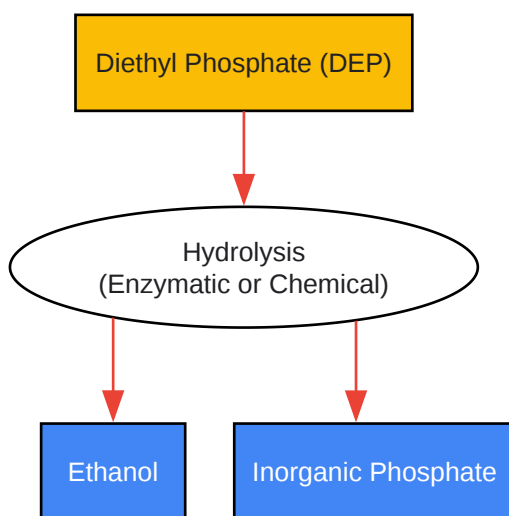 Diethyl Phosphate (DEP)
Hydrolysis
(Enzymatic or Chemical)
Ethanol
Inorganic Phosphate